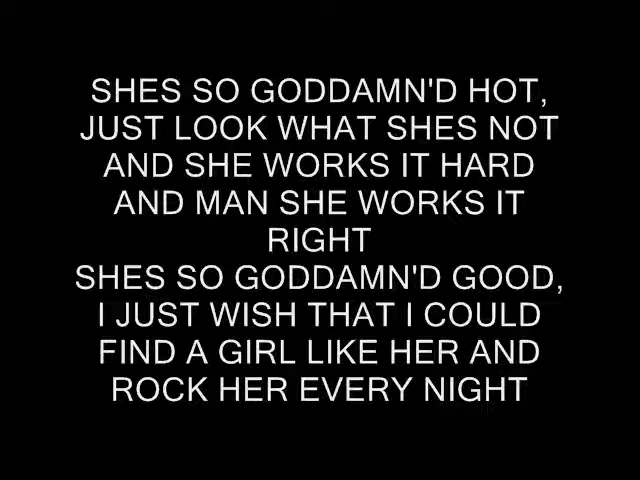 SHES SO GODDAMN'D HOT,
JUST LOOK WHAT SHES NOT
AND SHE WORKS IT HARD
AND MAN SHE WORKS IT
RIGHT
SHES SO GODDAMN'D GOOD,
I JUST WISH THAT I COULD
FIND A GIRL LIKE HER AND
ROCK HER EVERY NIGHT